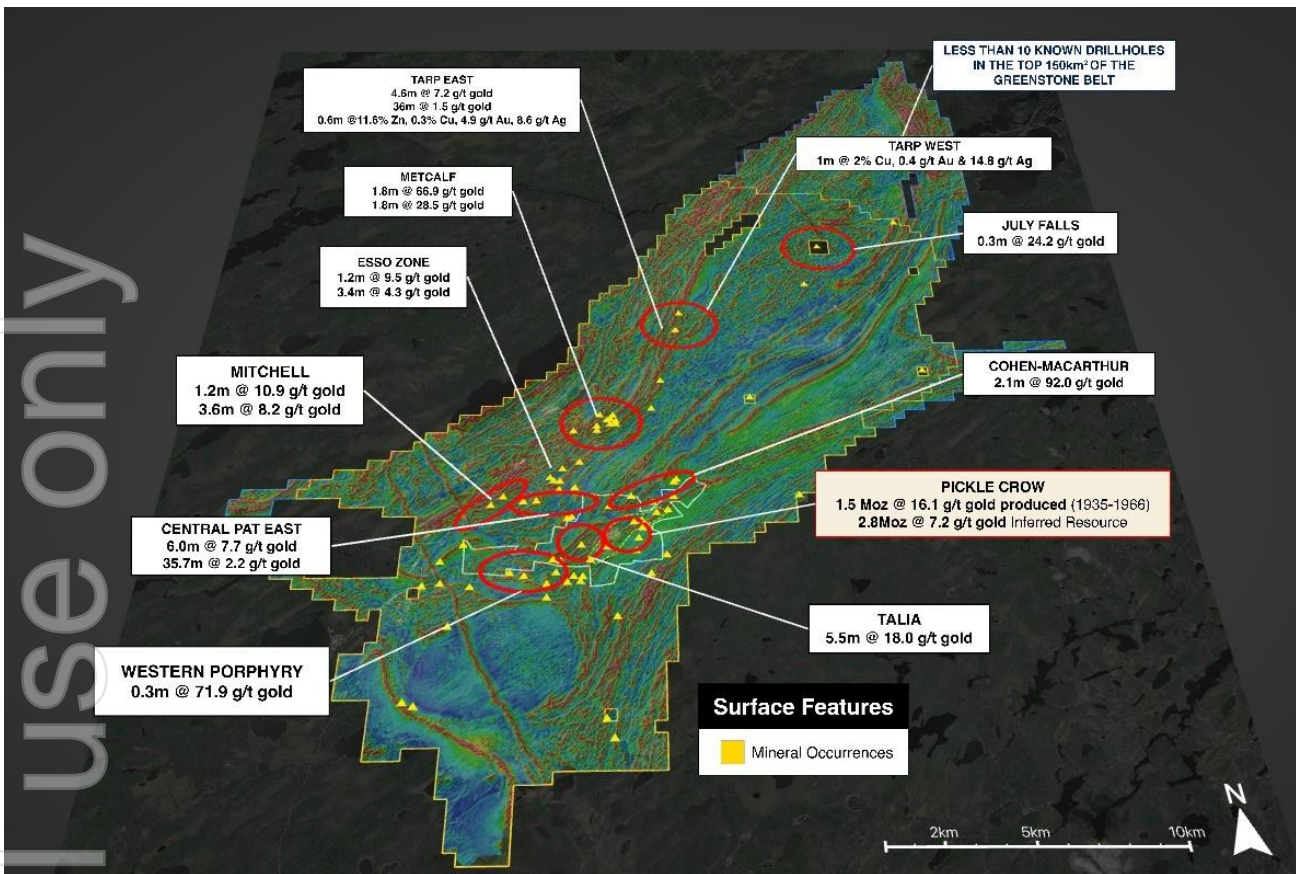 LESS THAN 10 KNOWN DRILLHOLES
IN THE TOP 150km² OF THE
GREENSTONE BELT
TARP EAST
4.6m @ 7.2 g/t gold
36m @ 1.5 g/t gold
0.6m @11.6% Zn, 0.3% Cu, 4.9 g/t Au, 8.6 g/t Ag
TARP WEST
1m @ 2% Cu, 0.4 g/t Au & 14.8 g/t Ag
METCALF
1.8m @ 66.9 g/t gold
1.8m @ 28.5 g/t gold
JULY FALLS
0.3m @ 24.2 g/t gold
ESSO ZONE
1.2m @ 9.5 g/t gold
3.4m @ 4.3 g/t gold
MITCHELL
1.2m @ 10.9 g/t gold
3.6m @ 8.2 g/t gold
COHEN-MACARTHUR
2.1m @ 92.0 g/t gold
PICKLE CROW
1.5 Moz @ 16.1 g/t gold produced (1935-1966)
2.8Moz @ 7.2 g/t gold Inferred Resource
CENTRAL PAT EAST
6.0m @ 7.7 g/t gold
35.7m @ 2.2 g/t gold
TALIA
5.5m @ 18.0 g/t gold
WESTERN PORPHYRY
0.3m @ 71.9 g/t gold
Surface Features
Mineral Occurrences
N
2km 5km 10km
l use only